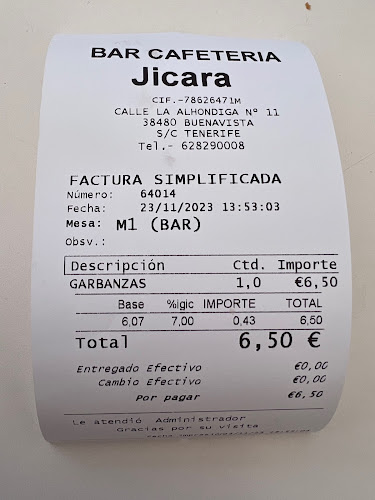 BAR CAFETERIA
Jicara
CIF.-78626471M
CALLE LA ALHONDIGA Nº 11
38480 BUENAVISTA
S/C TENERIFE
Tel.- 628290008
FACTURA SIMPLIFICADA
Número: 64014
Fecha: 23/11/2023 13:53:03
Mesa: M1 (BAR)
Obsv.:
Descripción Ctd. Importe
GARBANZAS 1,0 €6,50
Base %igic IMPORTE TOTAL
6,07 7,00 0,43 6,50
Total 6,50 €
Entregado Efectivo €0,00
Cambio Efectivo €0,00
Por pagar €6,50
Le atendió Administrador
Gracias por su visita